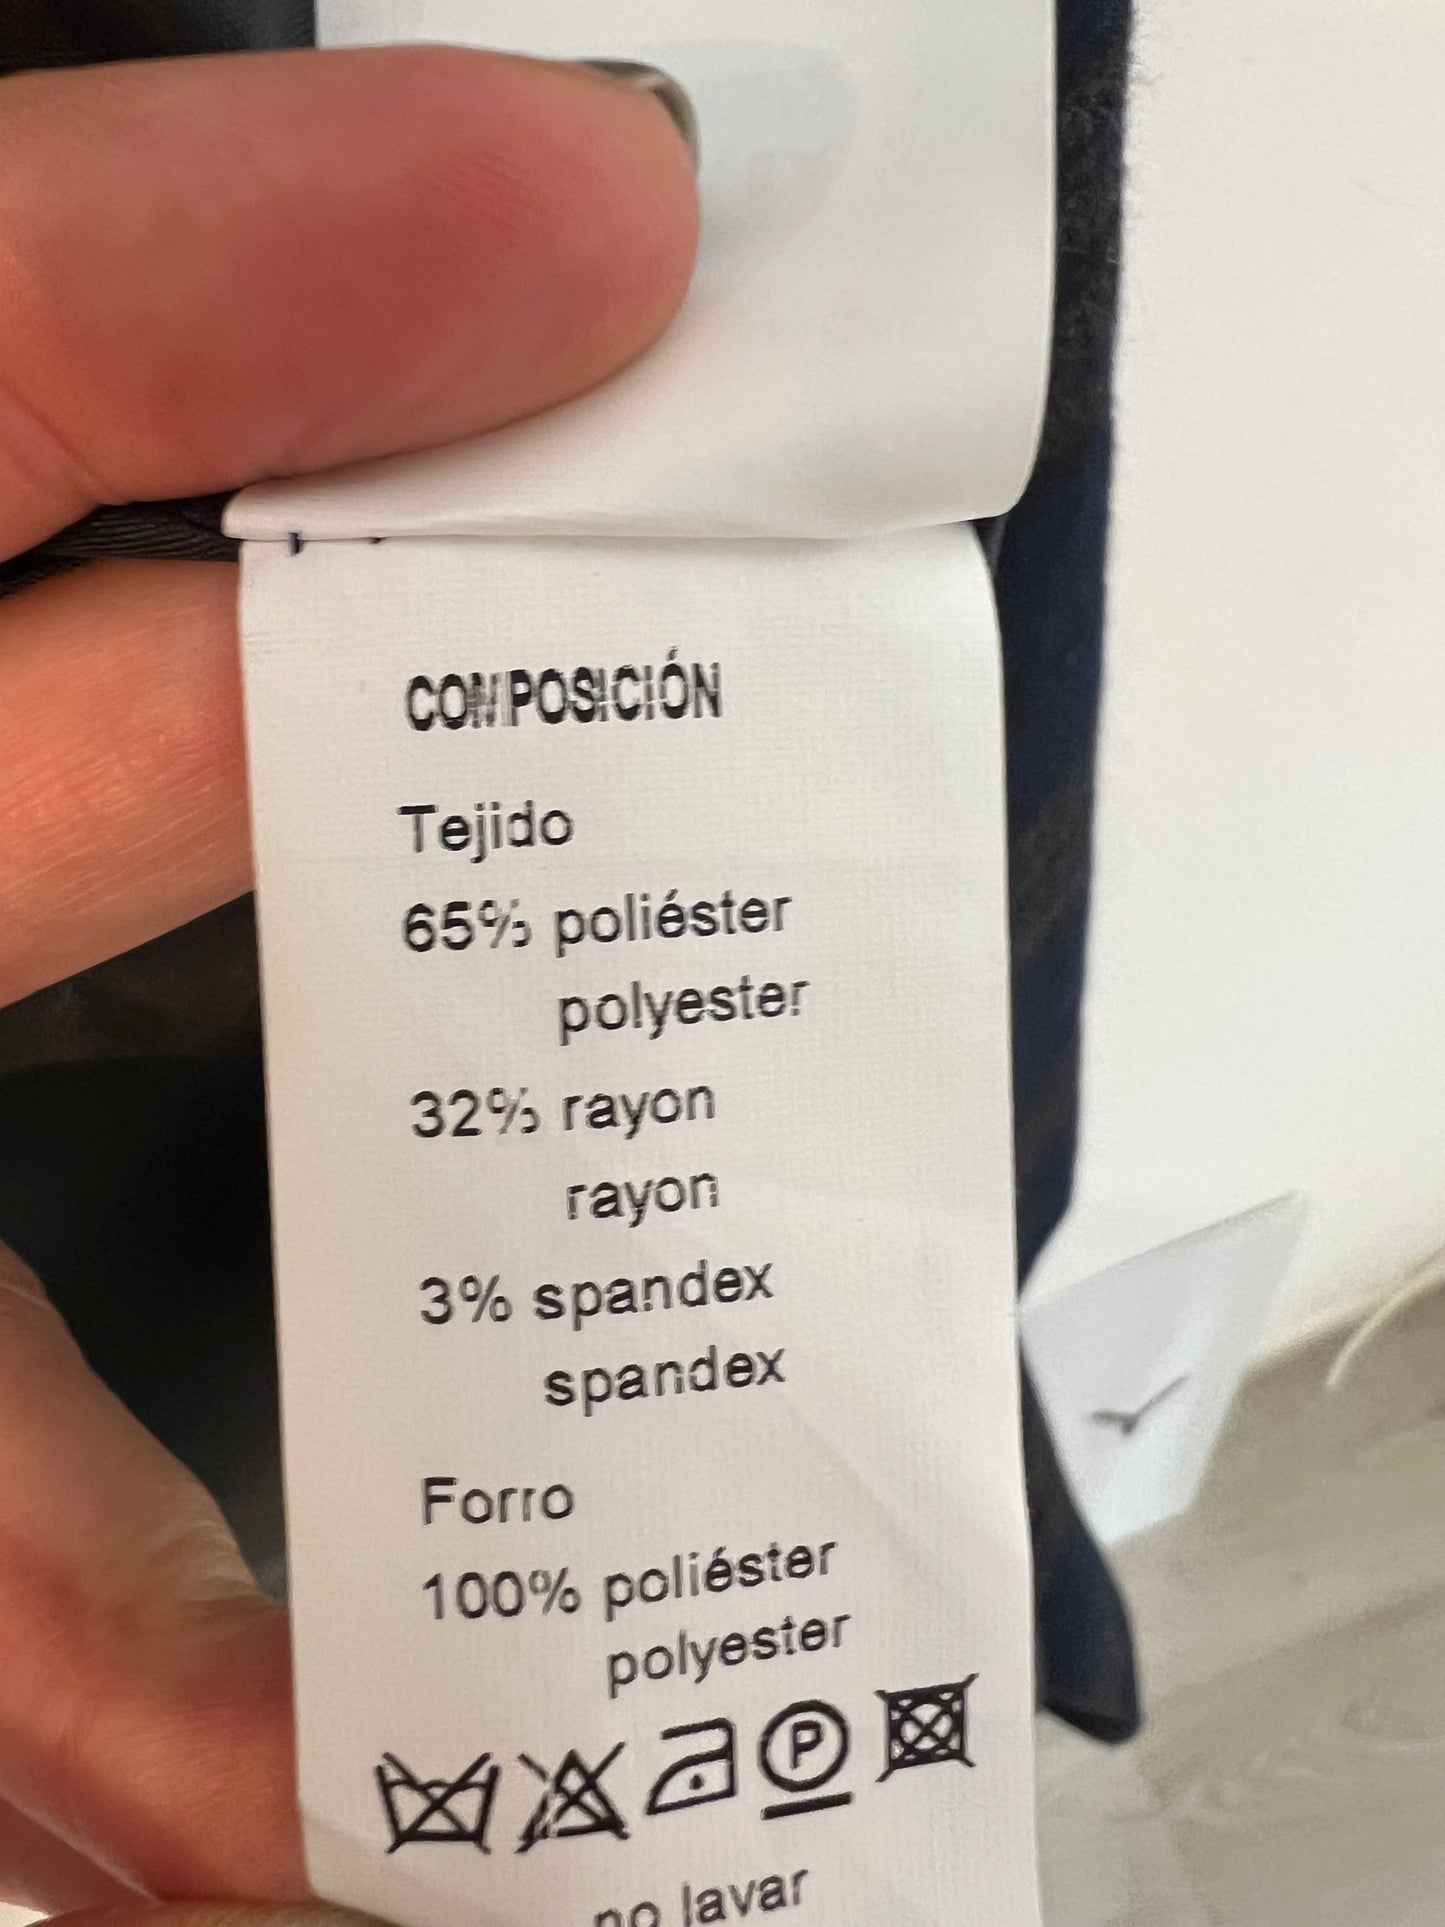 COMPOSICIÓN
Tejido
65% poliéster
polyester
32% rayon
rayon
3% spandex
spandex
Forro
100% poliéster
polyester
P
no lavar